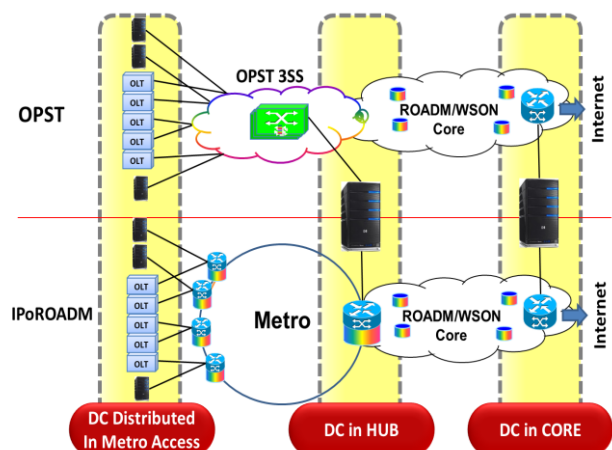 OPST 3SS
OLT
OLT
OLT
OLT
OLT
OPST
ROADM/WSON
Core
Internet
OLT
OLT
OLT
OLT
OLT
IPoROADM
Metro
ROADM/WSON
Core
Internet
DC Distributed
In Metro Access
DC in HUB
DC in CORE